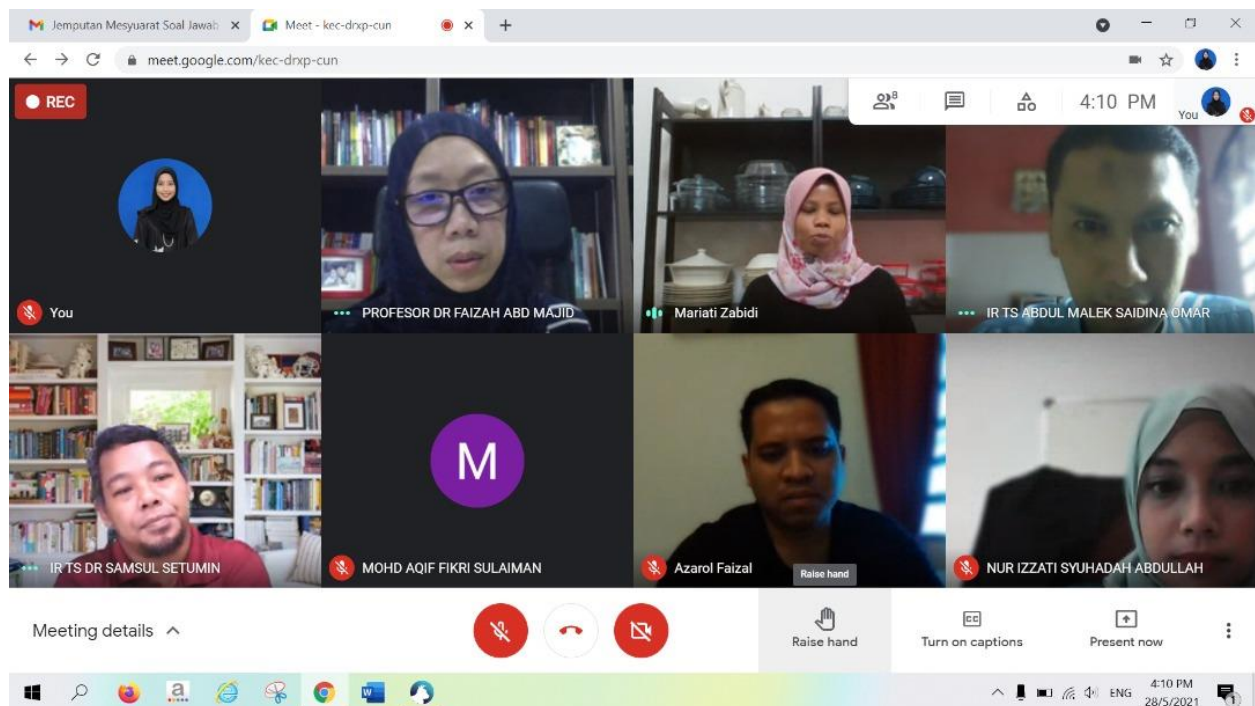 Jemputan Mesyuarat Soal Jawab
Meet - kec-drxp-cun
meet.google.com/kec-drxp-cun
REC
8
4:10 PM
You
You
PROFESOR DR FAIZAH ABD MAJID
Mariati Zabidi
IR TS ABDUL MALEK SAIDINA OMAR
IR TS DR SAMSUL SETUMIN
M
MOHD AQIF FIKRI SULAIMAN
Azarol Faizal
Raise hand
NUR IZZATI SYUHADAH ABDULLAH
Meeting details
Raise hand
CC
Turn on captions
Present now
a
W
ENG
4:10 PM
28/5/2021
1